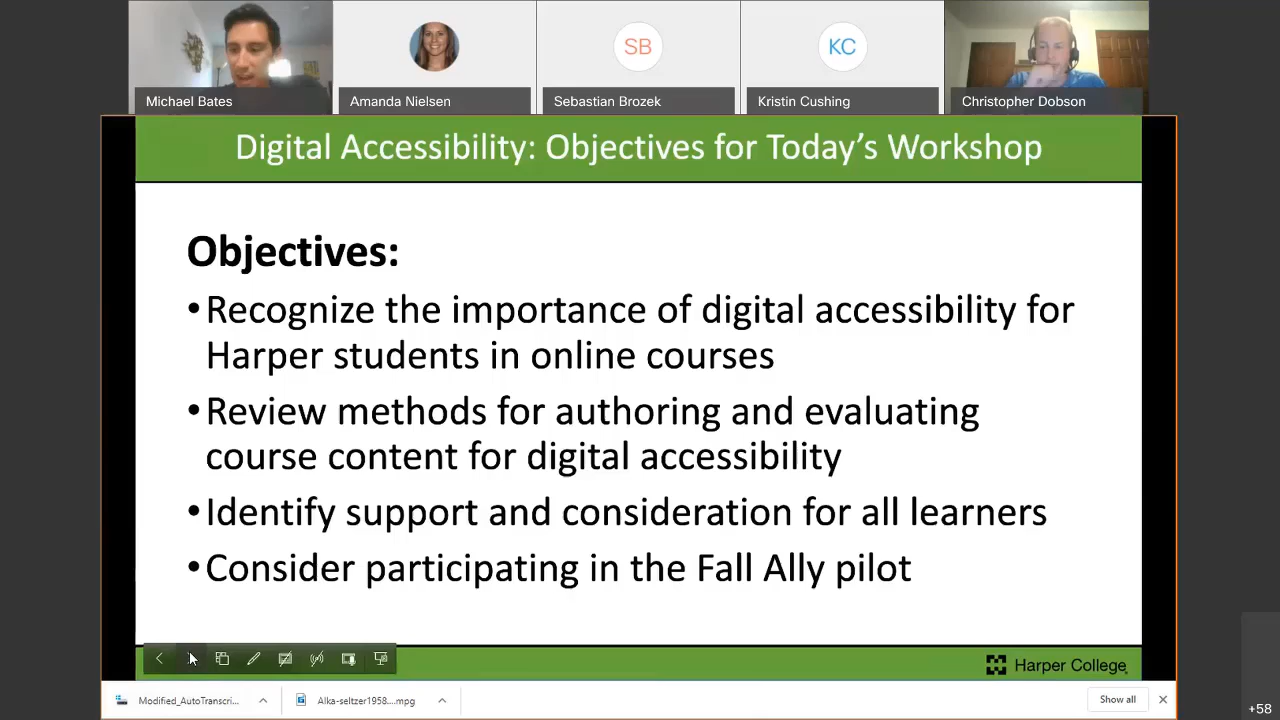 SB
KC
Michael Bates
Amanda Nielsen
Sebastian Brozek
Kristin Cushing
Christopher Dobson
Digital Accessibility: Objectives for Today's Workshop
Objectives:
•Recognize the importance of digital accessibility for
Harper students in online courses
•Review methods for authoring and evaluating
course content for digital accessibility
•Identify support and consideration for all learners
•Consider participating in the Fall Ally pilot
Harper College
Modified_AutoTranscri...
Alka-seltzer1958....mpg
Show all
+58